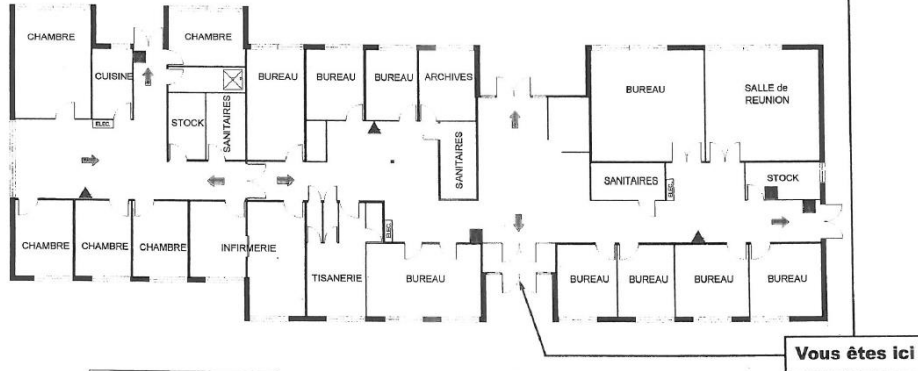 CHAMBRE
CHAMBRE
CUISINE
BUREAU
BUREAU
BUREAU
ARCHIVES
BUREAU
SALLE de
REUNION
STOCK
SANITAIRES
ELEC.
SANITAIRES
SANITAIRES
ELEC.
STOCK
CHAMBRE
CHAMBRE
CHAMBRE
INFIRMERIE
ELEC.
TISANERIE
BUREAU
BUREAU
BUREAU
BUREAU
BUREAU
Vous êtes ici